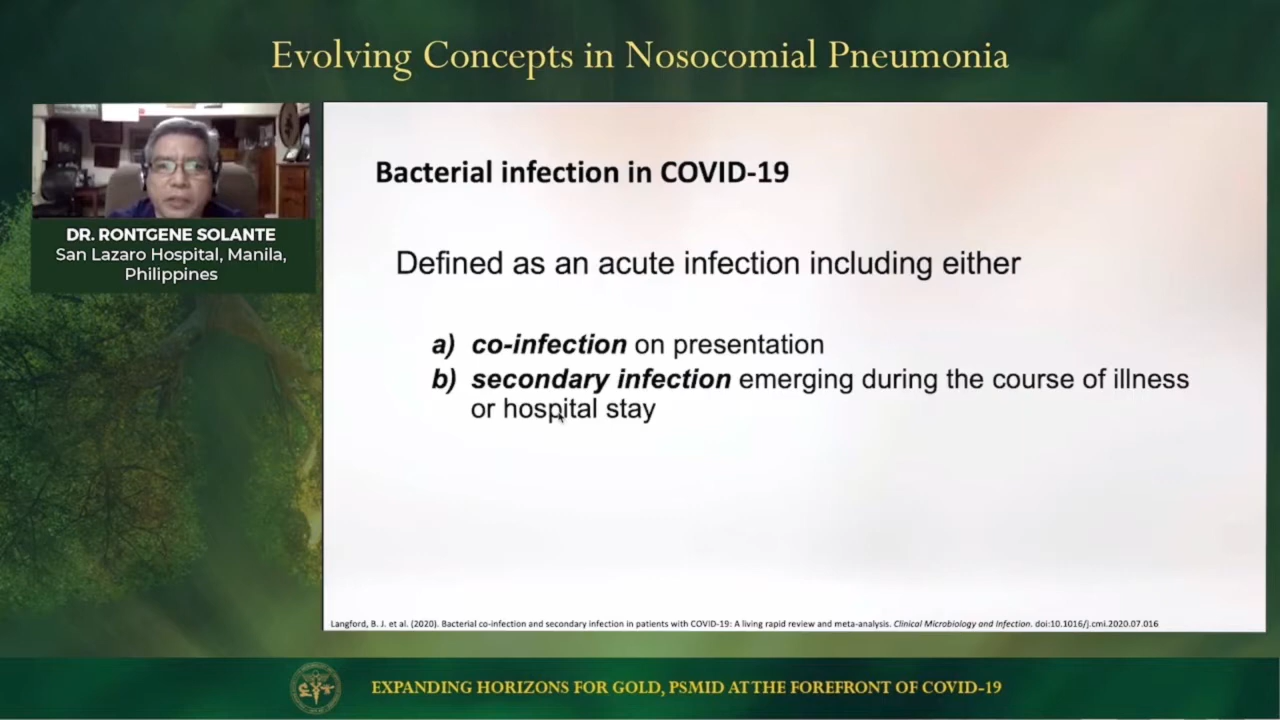 Evolving Concepts in Nosocomial Pneumonia
DR. RONTGENE SOLANTE
San Lazaro Hospital, Manila,
Philippines
Bacterial infection in COVID-19
Defined as an acute infection including either
a) co-infection on presentation
b) secondary infection emerging during the course of illness
or hospital stay
Langford, B. J. et al. (2020). Bacterial co-infection and secondary infection in patients with COVID-19: A living rapid review and meta-analysis. Clinical Microbiology and Infection. doi:10.1016/j.cmi.2020.07.016
EXPANDING HORIZONS FOR GOLD, PSMID AT THE FOREFRONT OF COVID-19